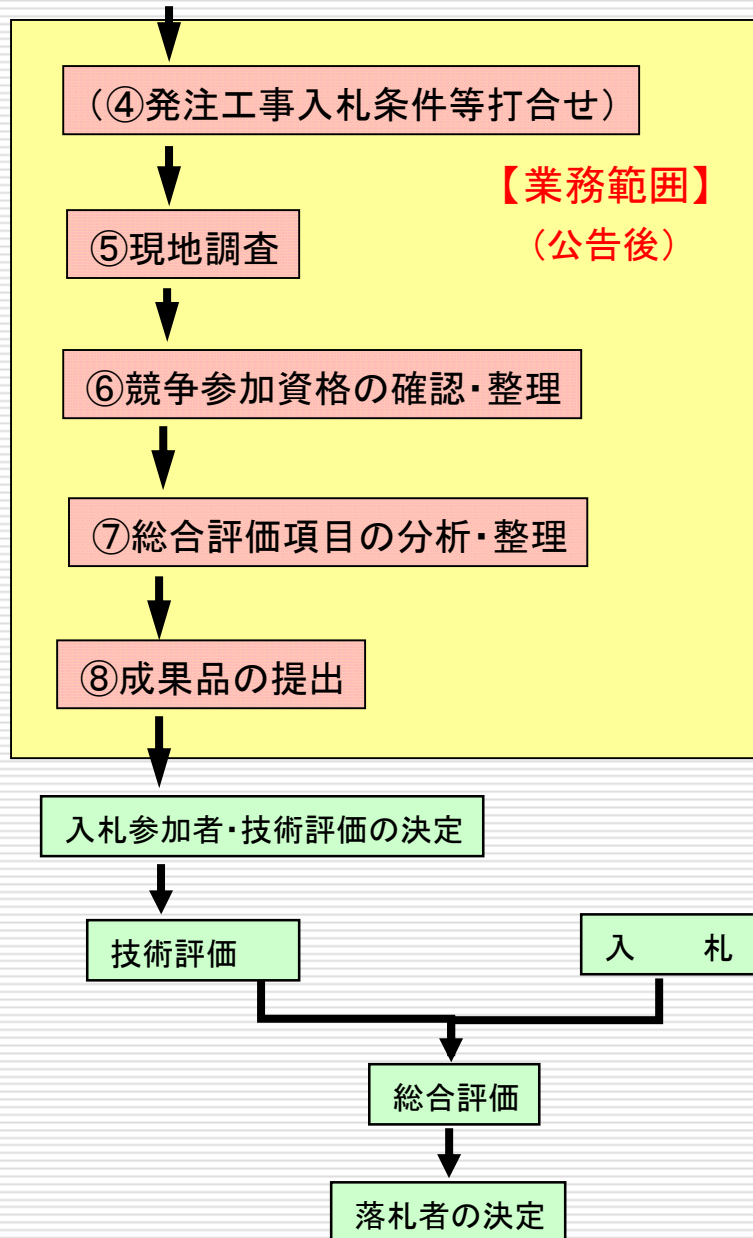 （④発注工事入札条件等打合せ）
【業務範囲】
（公告後）
⑤現地調査
⑥競争参加資格の確認・整理
⑦総合評価項目の分析・整理
⑧成果品の提出
入札参加者・技術評価の決定
技術評価
入　　札
総合評価
落札者の決定